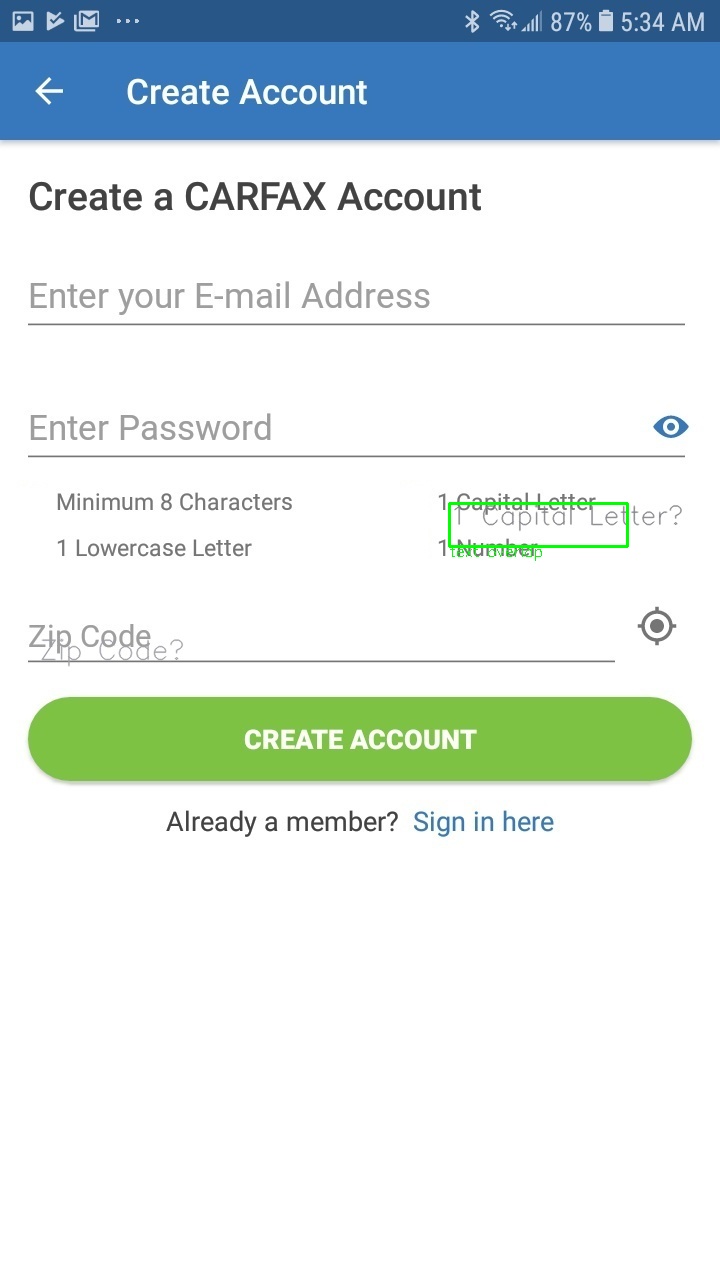 87% 5:34 AM
Create Account
Create a CARFAX Account
Enter your E-mail Address
Enter Password
Minimum 8 Characters
1 Capital Letter
1 Capital Letter?
1 Lowercase Letter
1 Number
text overlap
Zip Code
Zip Code?
CREATE ACCOUNT
Already a member? Sign in here